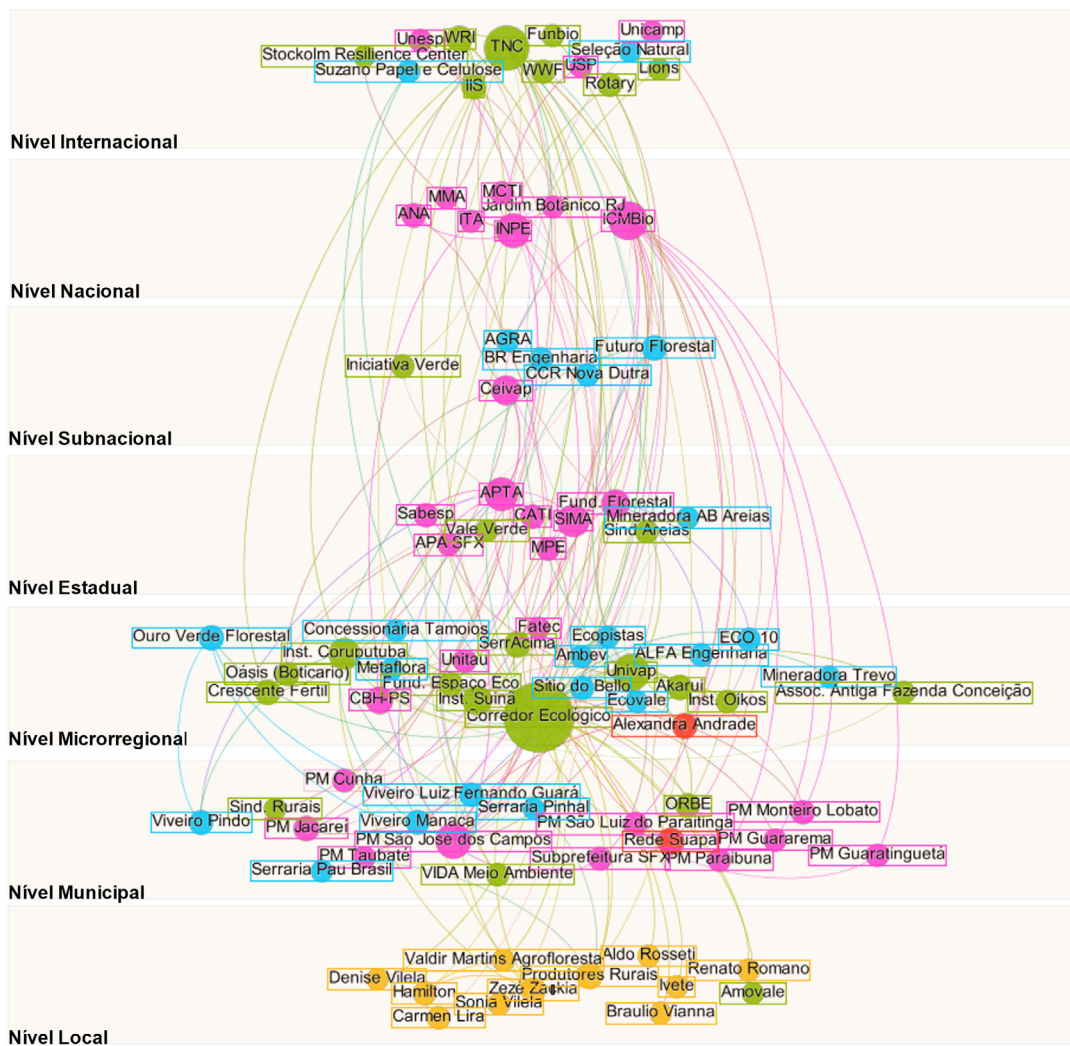 Unicamp
Funbio
WRI
Unesp
TNC
Seleção Natural
Stockolm Resilience Center
USP
Lions
Suzano Papel e Celulose
WWF
IIS
Rotary
Nível Internacional
MCTI
MMA
Jardim Botânico RJ
ANA
ITA
ICMBio
INPE
Nível Nacional
AGRA
Futuro Florestal
BR Engenharia
Iniciativa Verde
CCR Nova Dutra
Ceivap
Nível Subnacional
APTA
Fund. Florestal
Sabesp
CATI
SIMA
Mineradora AB Areias
Vale Verde
Sind Areias
APA SFX
MPE
Nível Estadual
Fatec
Concessionária Tamoios
Ouro Verde Florestal
Ecopistas
ECO 10
SerrAcima
Inst. Coruputuba
Ambev
ALFA Engenharia
Unitau
Metaflora
Univap
Oásis (Boticario)
Mineradora Trevo
Fund. Espaço Eco
Sítio do Bello
Akarui
Crescente Fértil
Assoc. Antiga Fazenda Conceição
CBH-PS
Inst. Suinã
Ecovale
Inst. Oikos
Corredor Ecológico
Alexandra Andrade
Nível Microrregional
PM Cunha
Viveiro Luiz Fernando Guará
Sind. Rurais
Serraria Pinhal
ORBE
PM Monteiro Lobato
Viveiro Pindo
Viveiro Manacá
PM São Luiz do Paraitinga
PM Jacareí
PM São José dos Campos
Rede Suapa
PM Guararema
PM Taubaté
Subprefeitura SFX
PM Paraibuna
PM Guaratinguetá
Serraria Pau Brasil
VIDA Meio Ambiente
Nível Municipal
Aldo Rosseti
Valdir Martins Agrofloresta
Renato Romano
Denise Vilela
Produtores Rurais
Zezé Zackia
Ivete
Hamilton
Amovale
Sonia Vilela
Carmen Lira
Braulio Vianna
Nível Local